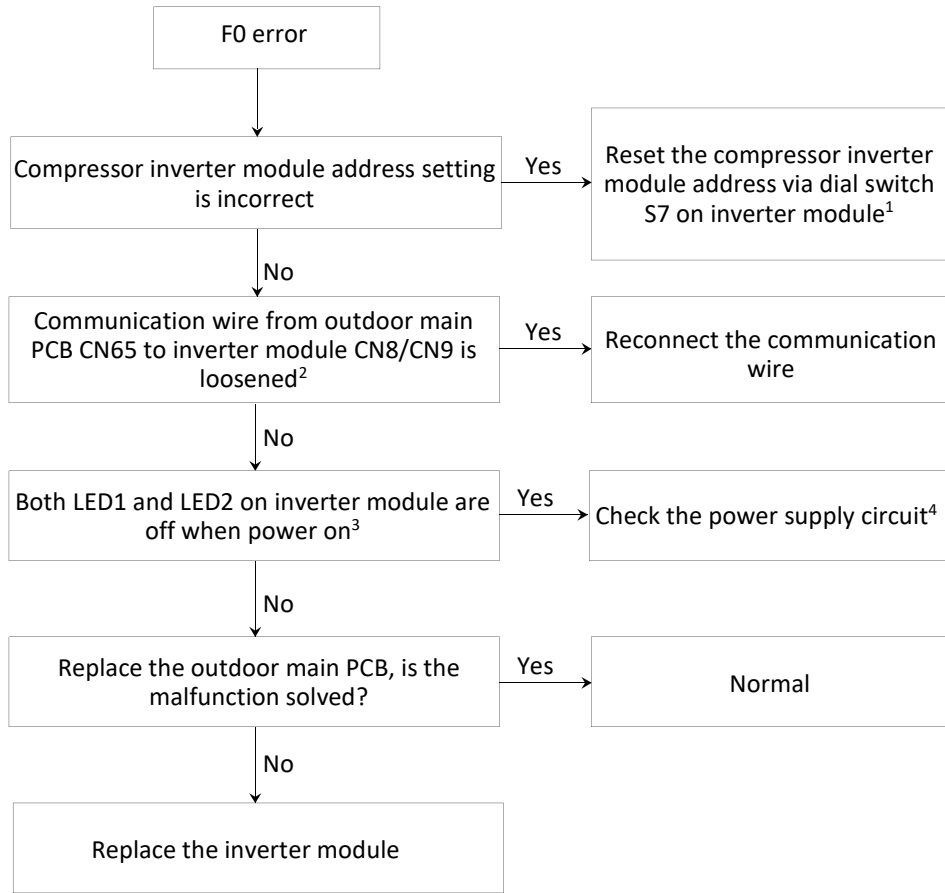 F0 error
Compressor inverter module address setting
is incorrect
Yes
Reset the compressor inverter
module address via dial switch
S7 on inverter module¹
No
Communication wire from outdoor main
PCB CN65 to inverter module CN8/CN9 is
loosened²
Yes
Reconnect the communication
wire
No
Both LED1 and LED2 on inverter module are
off when power on³
Yes
Check the power supply circuit⁴
No
Replace the outdoor main PCB, is the
malfunction solved?
Yes
Normal
No
Replace the inverter module